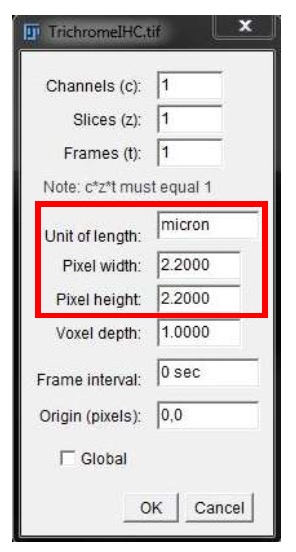 TrichromeIHC.tif
x
Channels (c): 1
Slices (z): 1
Frames (t): 1
Note: c*z*t must equal 1
Unit of length: micron
Pixel width: 2.2000
Pixel height: 2.2000
Voxel depth: 1.0000
Frame interval: 0 sec
Origin (pixels): 0,0
Global
OK Cancel